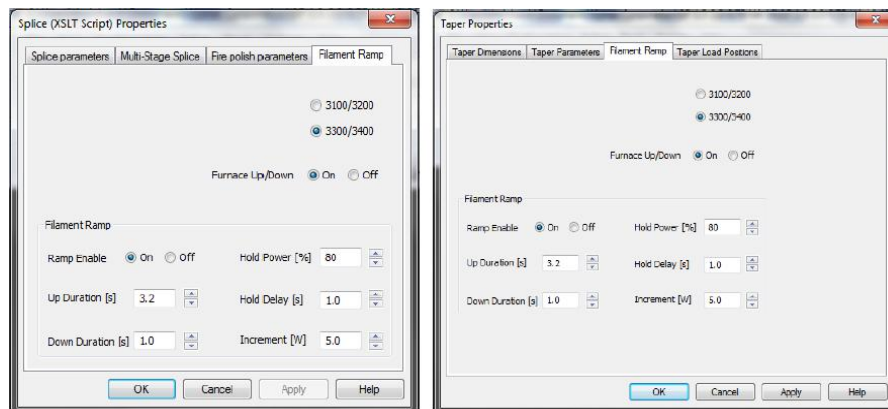 Splice (XSLT Script) Properties
Splice parameters Multi-Stage Splice Fire polish parameters Filament Ramp
3100/3200
3300/3400
Furnace Up/Down On Off
Filament Ramp
Ramp Enable On Off Hold Power [%] 80
Up Duration [s] 3.2 Hold Delay [s] 1.0
Down Duration [s] 1.0 Increment [W] 5.0
OK Cancel Apply Help
Taper Properties
Taper Dimensions Taper Parameters Filament Ramp Taper Load Positions
3100/3200
3300/3400
Furnace Up/Down On Off
Filament Ramp
Ramp Enable On Off Hold Power [%] 80
Up Duration [s] 3.2 Hold Delay [s] 1.0
Down Duration [s] 1.0 Increment [W] 5.0
OK Cancel Apply Help